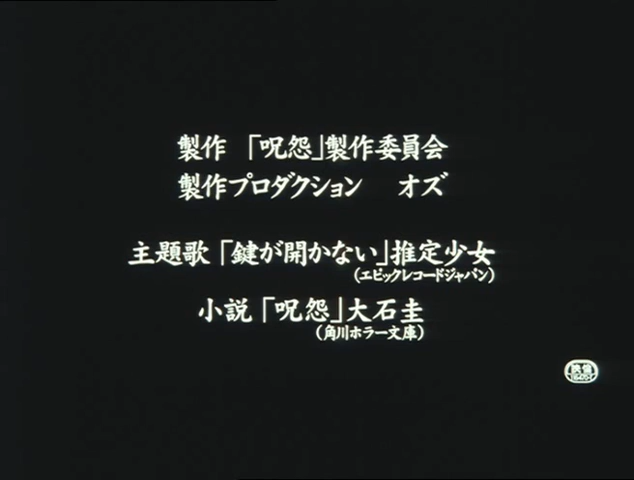 製作 「呪怨」製作委員会
製作プロダクション オズ
主題歌「鍵が開かない」推定少女
(エピックレコードジャパン)
小説「呪怨」大石圭
(角川ホラー文庫)
映倫